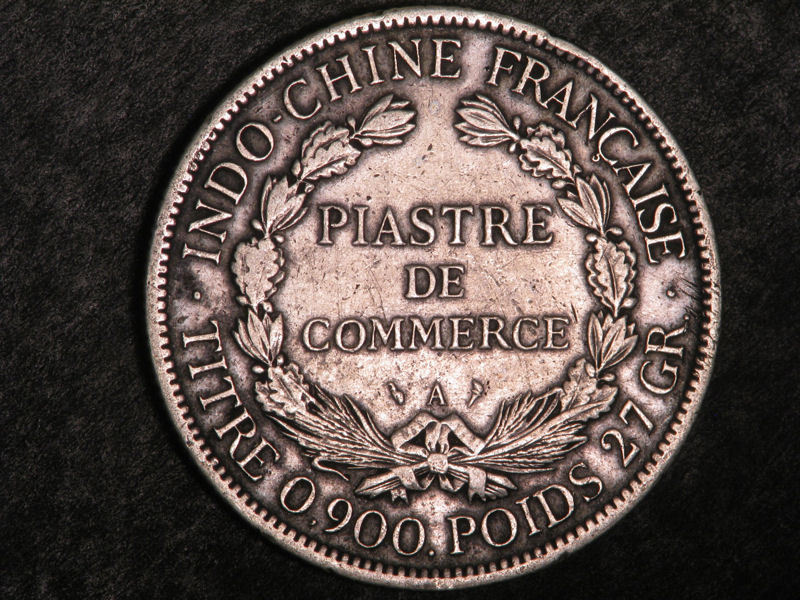 INDO-CHINE FRANÇAISE
PIASTRE
DE
COMMERCE
A
TITRE 0,900. POIDS 27 GR.